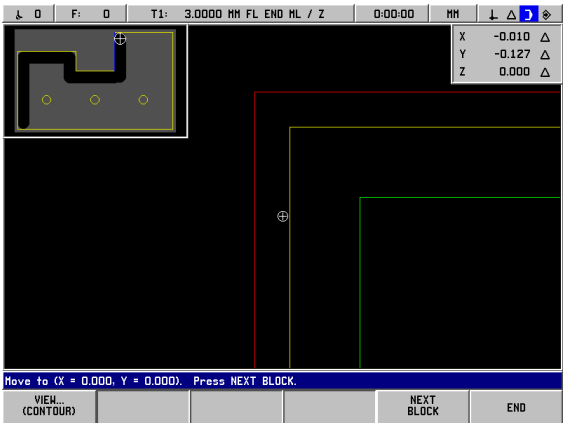 0 F: 0 T1: 3.0000 MM FL END ML / Z 0:00:00 MM
X -0.010
Y -0.127
Z 0.000
Move to (X = 0.000, Y = 0.000). Press NEXT BLOCK.
VIEW...
(CONTOUR)
NEXT
BLOCK
END